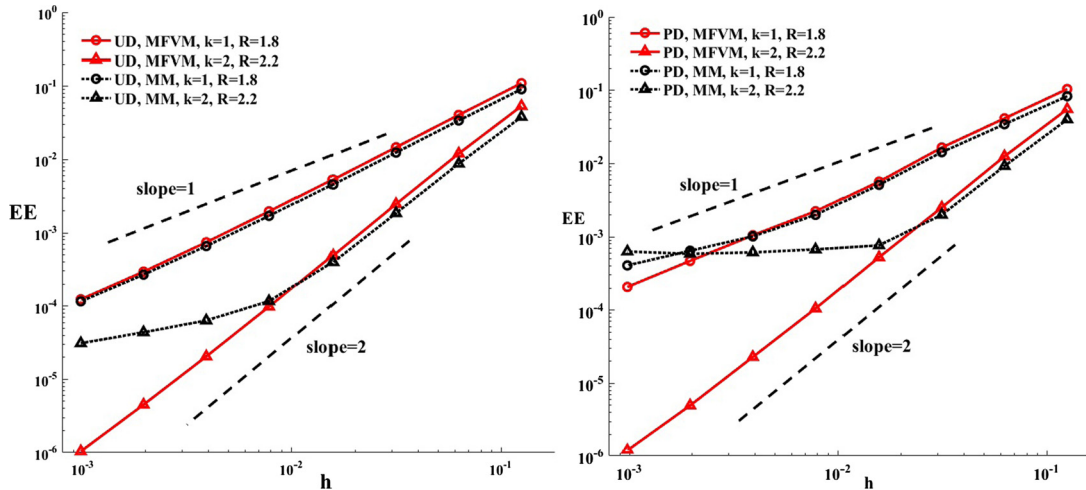 10^0
UD, MFVM, k=1, R=1.8
UD, MFVM, k=2, R=2.2
UD, MM, k=1, R=1.8
UD, MM, k=2, R=2.2
10^-1
10^-2
slope=1
EE
10^-3
10^-4
slope=2
10^-5
10^-6
10^-3
10^-2
10^-1
h
10^0
PD, MFVM, k=1, R=1.8
PD, MFVM, k=2, R=2.2
PD, MM, k=1, R=1.8
PD, MM, k=2, R=2.2
10^-1
10^-2
slope=1
EE
10^-3
10^-4
slope=2
10^-5
10^-6
10^-3
10^-2
10^-1
h